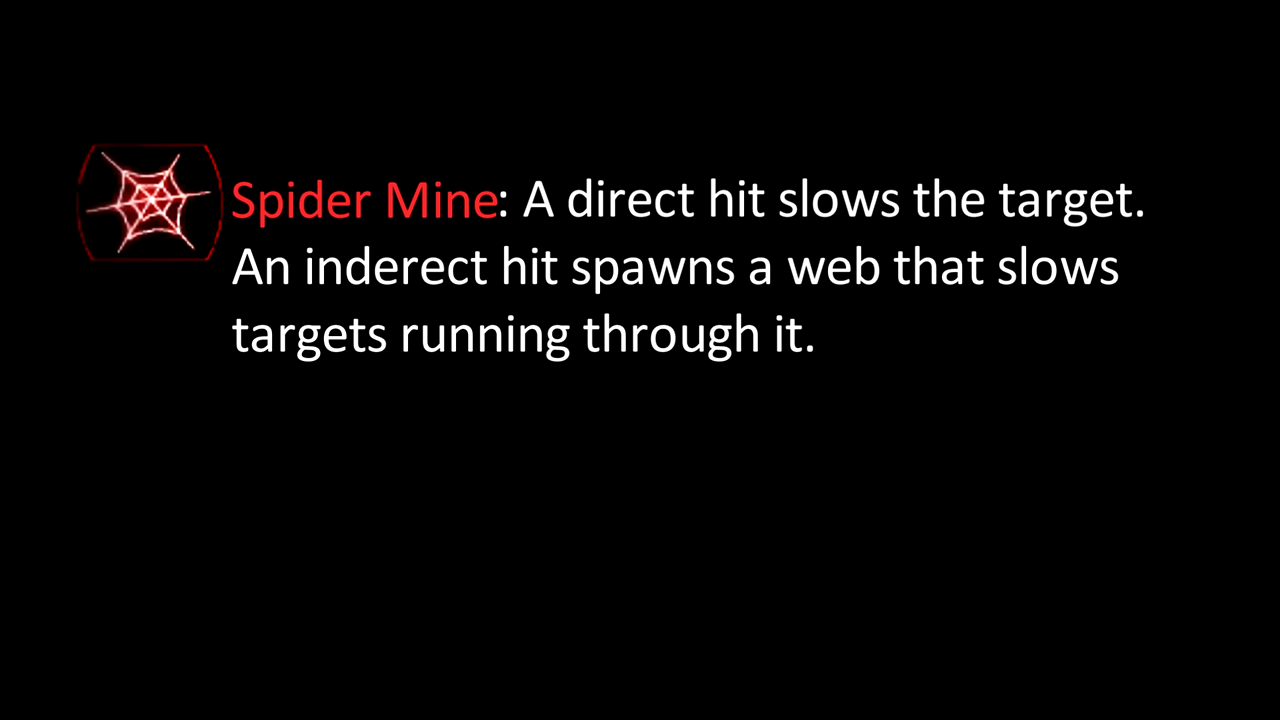 Spider Mine: A direct hit slows the target.
An inderect hit spawns a web that slows
targets running through it.